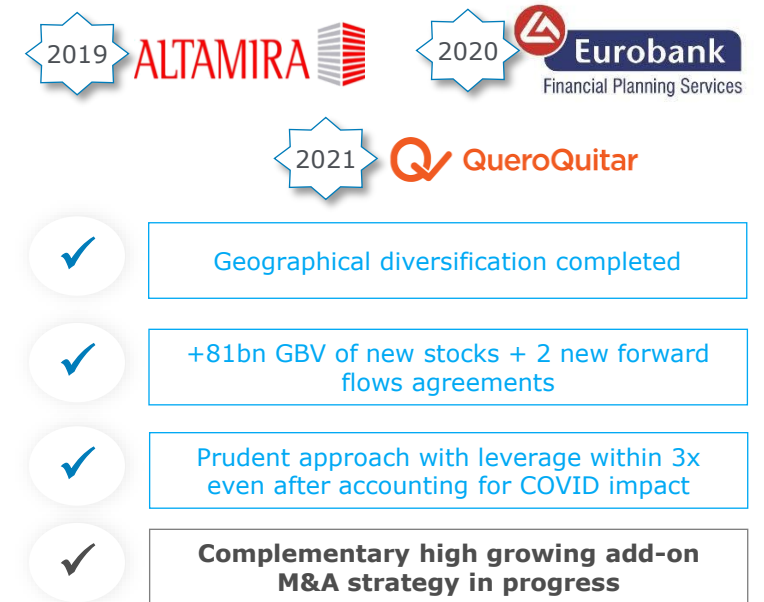 2019
ALTAMIRA
2020
Eurobank
Financial Planning Services
2021
QueroQuitar
Geographical diversification completed
+81bn GBV of new stocks + 2 new forward
flows agreements
Prudent approach with leverage within 3x
even after accounting for COVID impact
Complementary high growing add-on
M&A strategy in progress